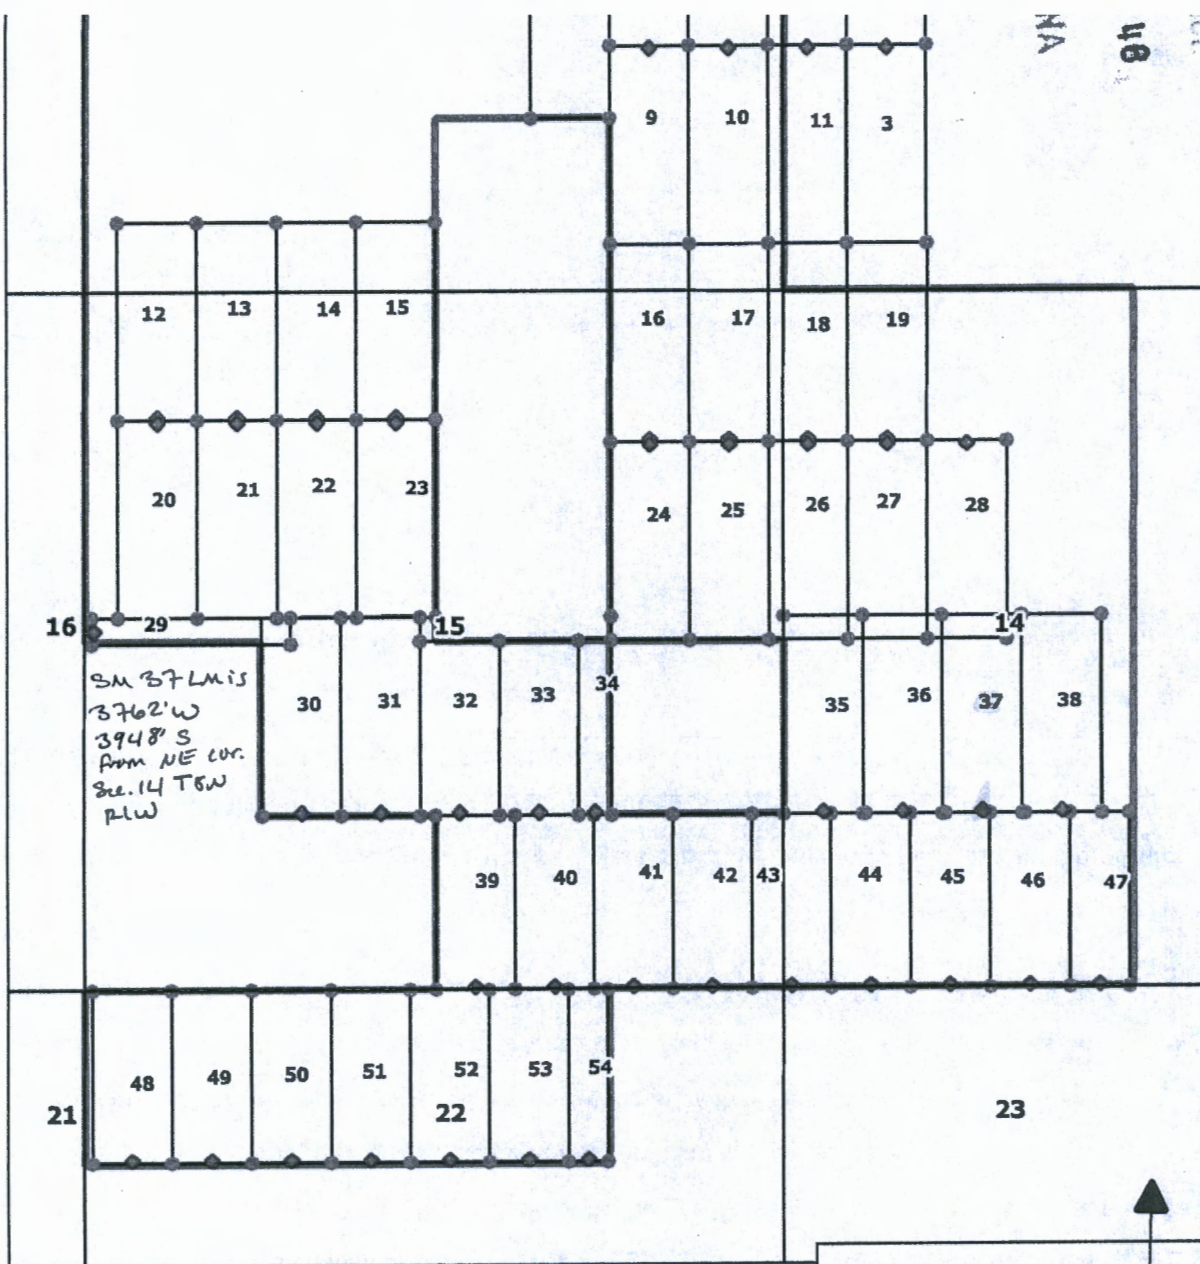 48
NA
9 10 11 3
12 13 14 15 16 17 18 19
20 21 22 23 24 25 26 27 28
16 29 15 14
SM 37 LM is
3762' W
3948' S
from NE cor.
Sec. 14 T8N
R1W
30 31 32 33 34 35 36 37 38
39 40 41 42 43 44 45 46 47
48 49 50 51 52 53 54
21 22 23